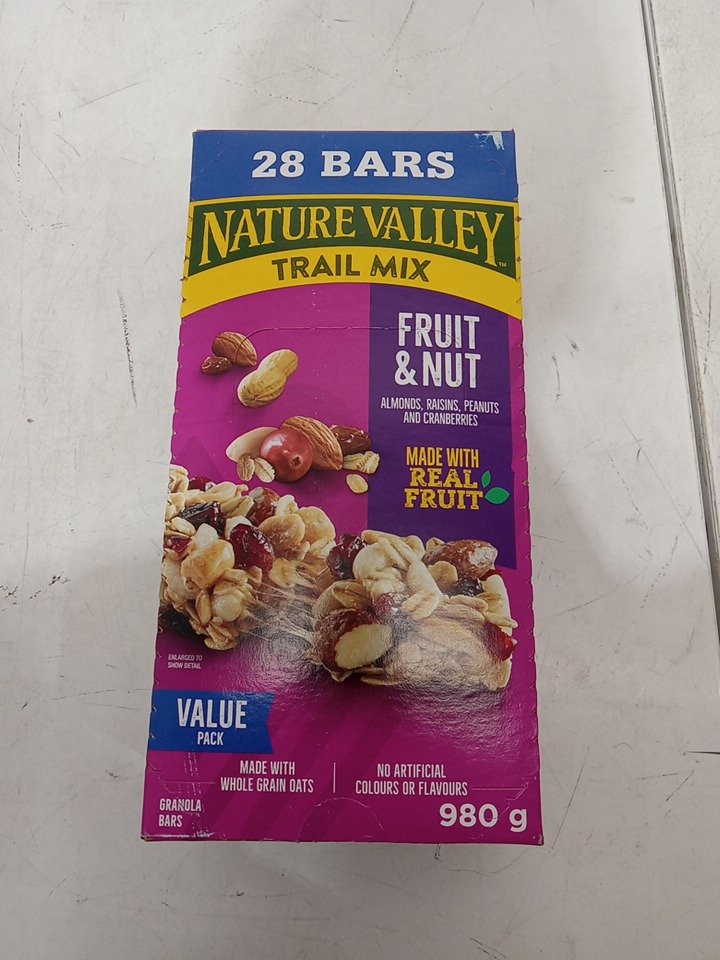 28 BARS
NATURE VALLEY™
TRAIL MIX
FRUIT
& NUT
ALMONDS, RAISINS, PEANUTS
AND CRANBERRIES
MADE WITH
REAL
FRUIT
ENLARGED TO
SHOW DETAIL
VALUE
PACK
MADE WITH
WHOLE GRAIN OATS
NO ARTIFICIAL
COLOURS OR FLAVOURS
GRANOLA
BARS
980 g